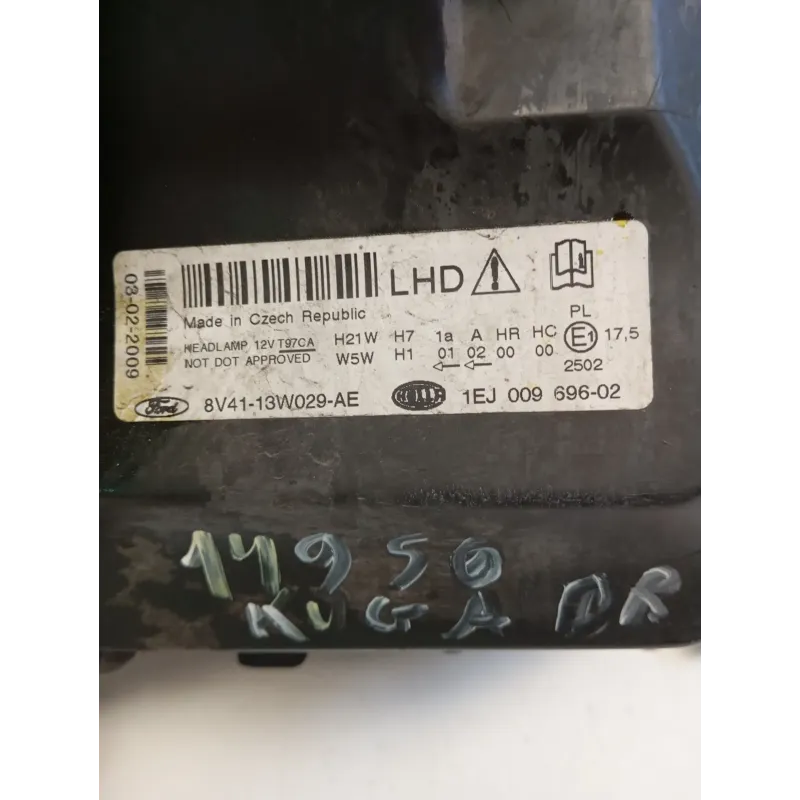 03-02-2009
LHD
Made in Czech Republic
PL
HEADLAMP 12V T97CA H21W H7 1a A HR HC E1 17,5
NOT DOT APPROVED W5W H1 01 02 00 00
2502
Ford 8V41-13W029-AE HELLA 1EJ 009 696-02
14950
KUGA DR